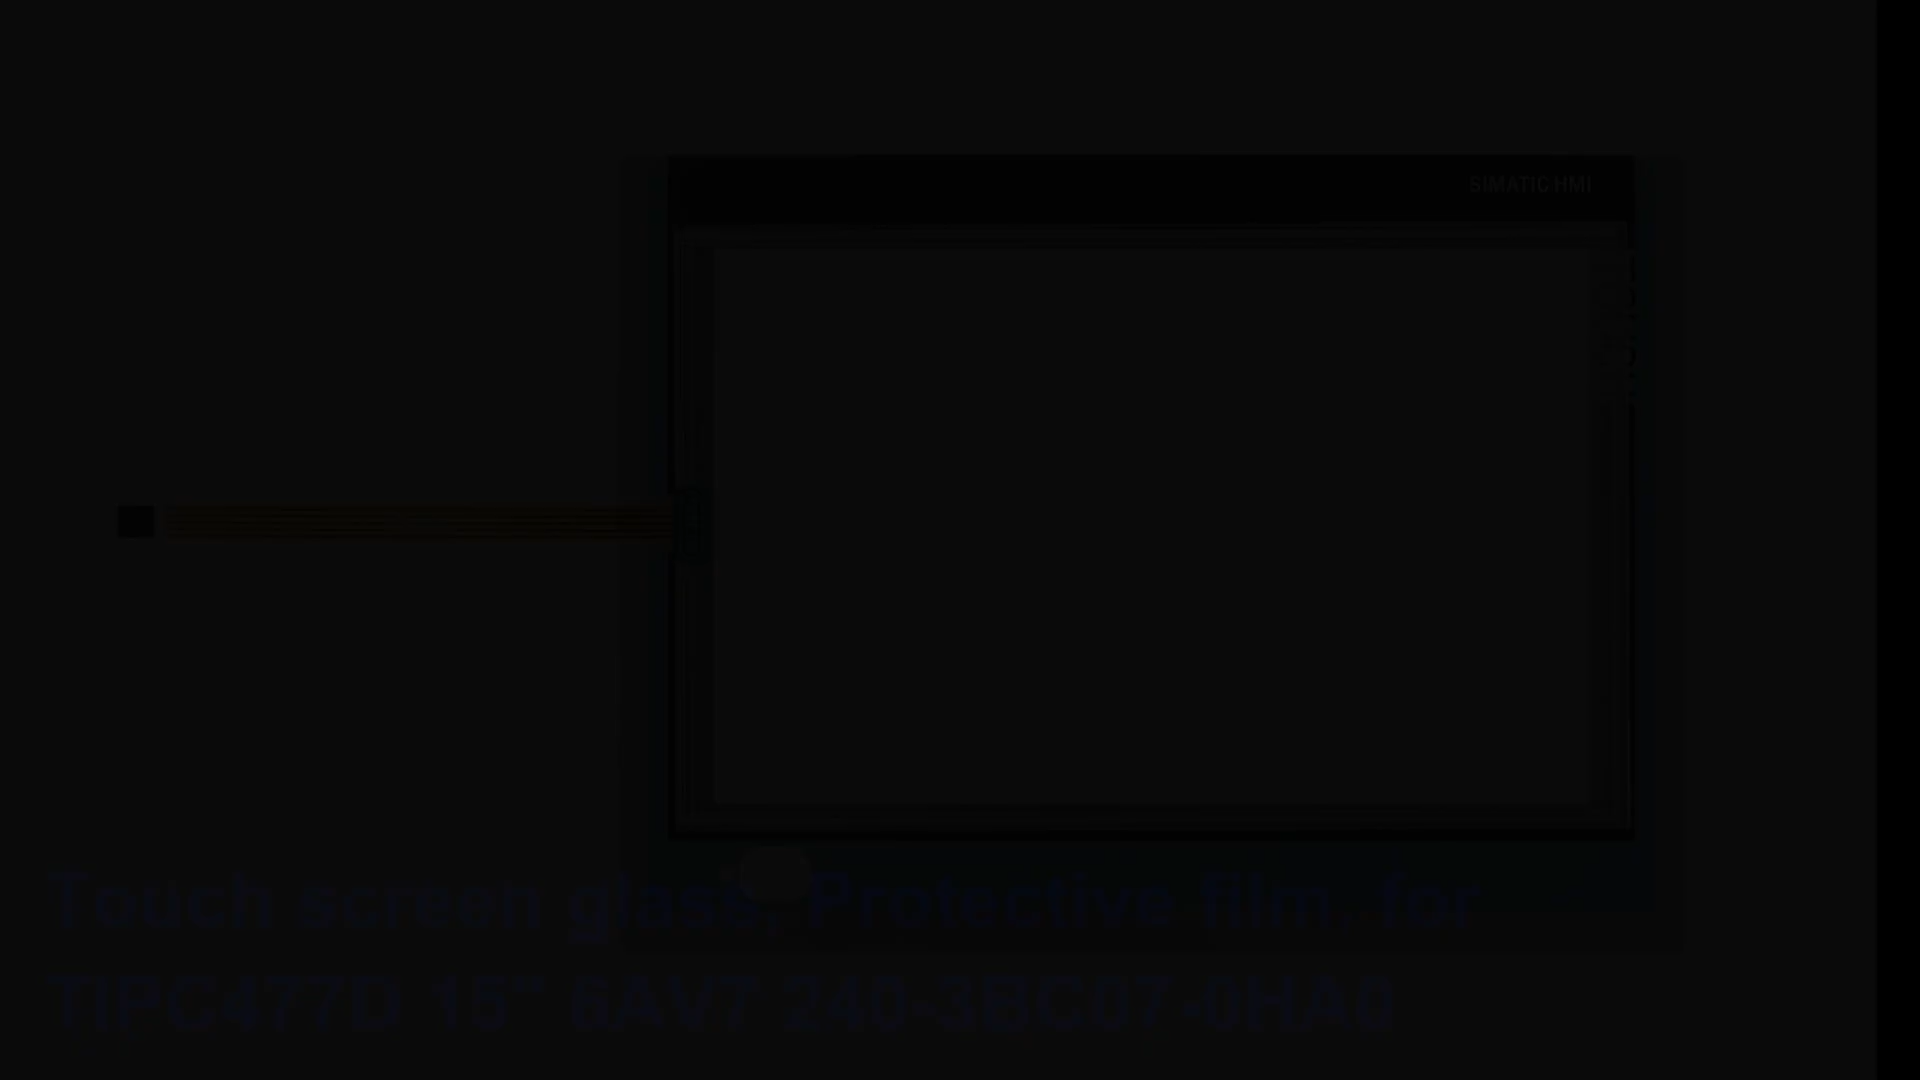 SIMATIC HMI
Touch screen glass, Protective film, for
TIPC477D 15" 6AV7 240-3BC07-0HA0